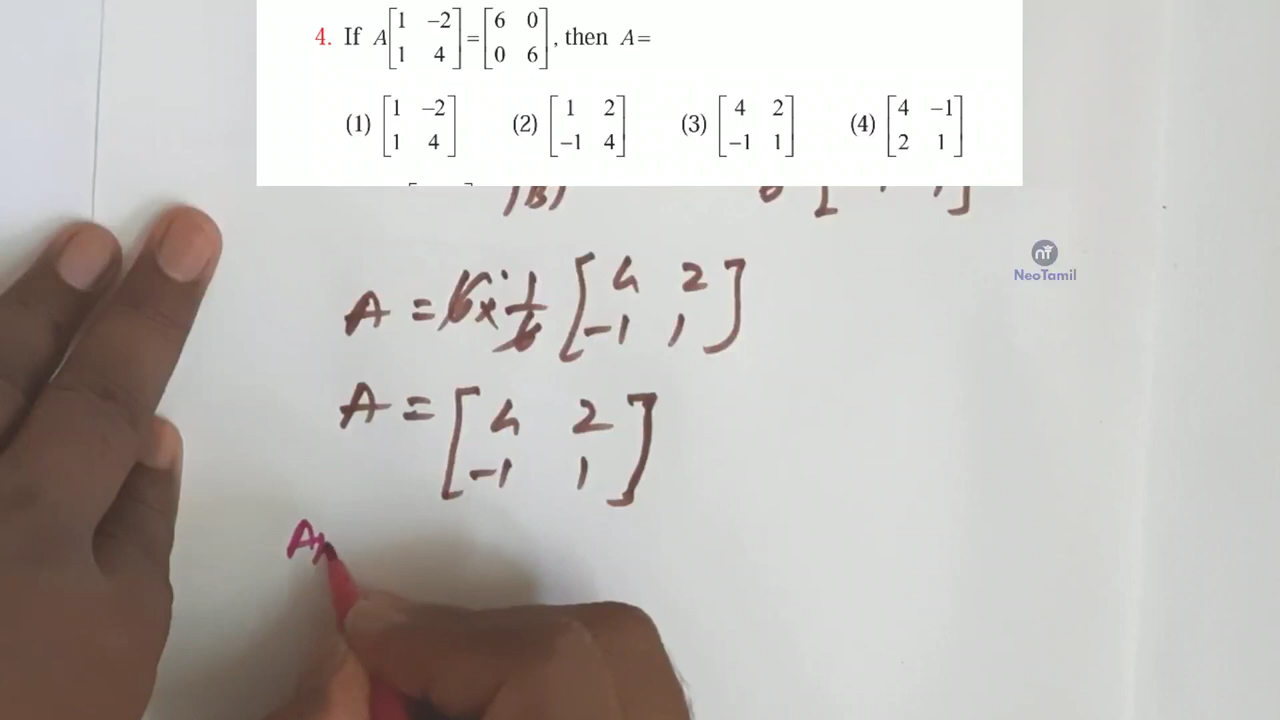 4. If A[1 -2; 1 4] = [6 0; 0 6], then A=
(1) [1 -2; 1 4] (2) [1 2; -1 4] (3) [4 2; -1 1] (4) [4 -1; 2 1]
|B|
NeoTamil
A = 6 x 1/6 [4 2; -1 1]
A = [4 2; -1 1]